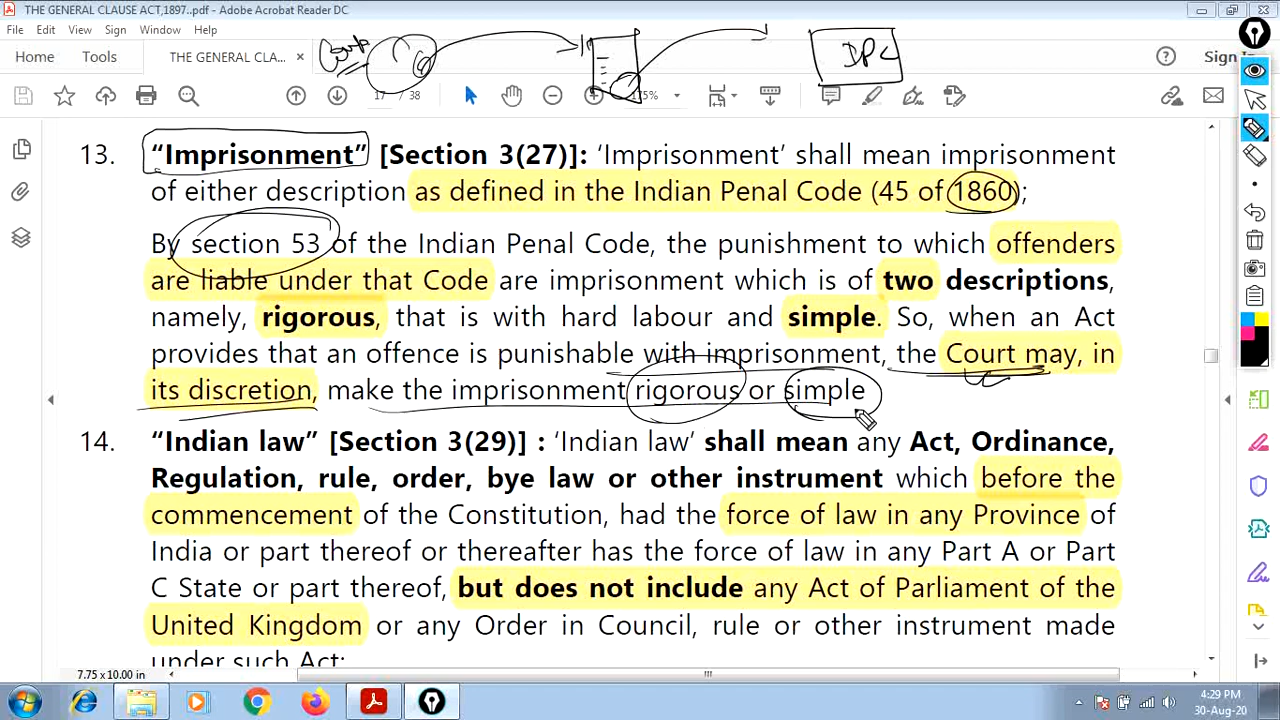 THE GENERAL CLAUSE ACT,1897..pdf - Adobe Acrobat Reader DC
File Edit View Sign Window Help
Home Tools THE GENERAL CLA... ×
Sign In
17 / 38
13. “Imprisonment” [Section 3(27)]: ‘Imprisonment’ shall mean imprisonment
of either description as defined in the Indian Penal Code (45 of 1860);
By section 53 of the Indian Penal Code, the punishment to which offenders
are liable under that Code are imprisonment which is of two descriptions,
namely, rigorous, that is with hard labour and simple. So, when an Act
provides that an offence is punishable with imprisonment, the Court may, in
its discretion, make the imprisonment rigorous or simple
14. “Indian law” [Section 3(29)] : ‘Indian law’ shall mean any Act, Ordinance,
Regulation, rule, order, bye law or other instrument which before the
commencement of the Constitution, had the force of law in any Province of
India or part thereof or thereafter has the force of law in any Part A or Part
C State or part thereof, but does not include any Act of Parliament of the
United Kingdom or any Order in Council, rule or other instrument made
under such Act;
7.75 x 10.00 in
4:29 PM
30-Aug-20